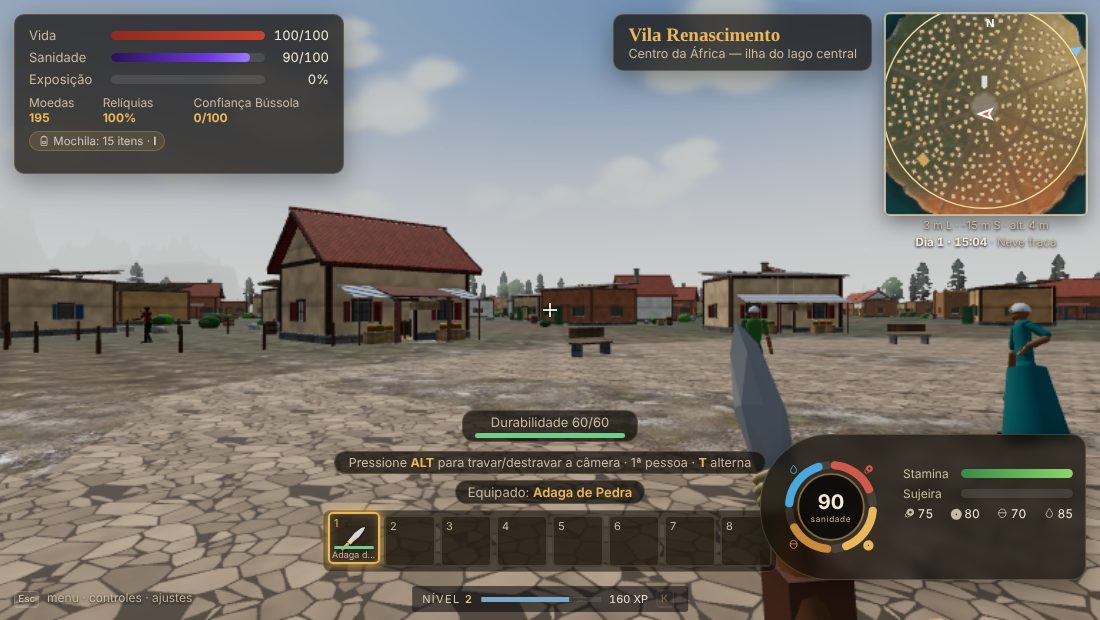 Vida 100/100
Sanidade 90/100
Exposição 0%
Moedas Relíquias Confiança Bússola
195 100% 0/100
Mochila: 15 itens · I
Vila Renascimento
Centro da África — ilha do lago central
N
3 m L · -15 m S · alt. 4 m
Dia 1 · 15:04 · Neve fraca
Durabilidade 60/60
Pressione ALT para travar/destravar a câmera · 1ª pessoa · T alterna
Equipado: Adaga de Pedra
1 2 3 4 5 6 7 8
Adaga d...
90
sanidade
Stamina
Sujeira
75 80 70 85
Esc menu · controles · ajustes
NÍVEL 2 160 XP K